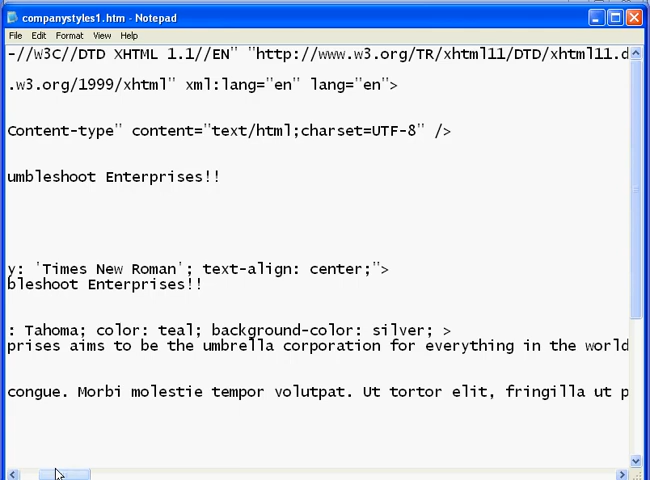 companystyles1.htm - Notepad
File Edit Format View Help
-//W3C//DTD XHTML 1.1//EN" "http://www.w3.org/TR/xhtml11/DTD/xhtml11.d
.w3.org/1999/xhtml" xml:lang="en" lang="en">
Content-type" content="text/html;charset=UTF-8" />
umbleshoot Enterprises!!
y: 'Times New Roman'; text-align: center;">
bleshoot Enterprises!!
: Tahoma; color: teal; background-color: silver; >
prises aims to be the umbrella corporation for everything in the world
congue. Morbi molestie tempor volutpat. Ut tortor elit, fringilla ut p